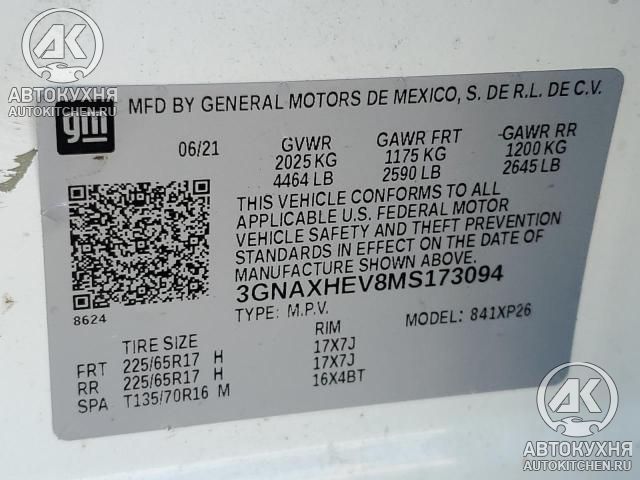 АВТОКУХНЯ
AUTOKITCHEN.RU
gm
MFD BY GENERAL MOTORS DE MEXICO, S. DE R.L. DE C.V.
06/21 GVWR GAWR FRT GAWR RR
2025 KG 1175 KG 1200 KG
4464 LB 2590 LB 2645 LB
THIS VEHICLE CONFORMS TO ALL
APPLICABLE U.S. FEDERAL MOTOR
VEHICLE SAFETY AND THEFT PREVENTION
STANDARDS IN EFFECT ON THE DATE OF
MANUFACTURE SHOWN ABOVE.
3GNAXHEV8MS173094
8624
TYPE: M.P.V. MODEL: 841XP26
TIRE SIZE RIM
FRT 225/65R17 H 17X7J
RR 225/65R17 H 17X7J
SPA T135/70R16 M 16X4BT
АК
АВТОКУХНЯ
AUTOKITCHEN.RU